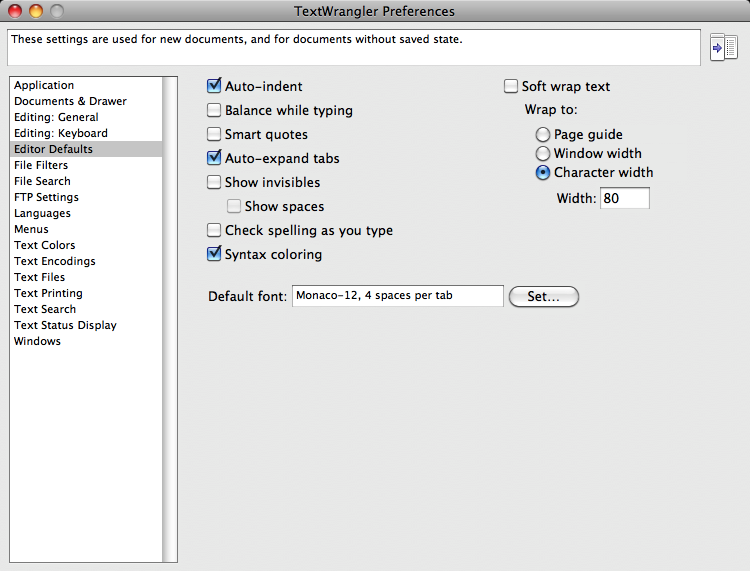 TextWrangler Preferences
These settings are used for new documents, and for documents without saved state.
Application
Documents & Drawer
Editing: General
Editing: Keyboard
Editor Defaults
File Filters
File Search
FTP Settings
Languages
Menus
Text Colors
Text Encodings
Text Files
Text Printing
Text Search
Text Status Display
Windows
Auto-indent
Balance while typing
Smart quotes
Auto-expand tabs
Show invisibles
Show spaces
Check spelling as you type
Syntax coloring
Soft wrap text
Wrap to:
Page guide
Window width
Character width
Width: 80
Default font: Monaco-12, 4 spaces per tab Set...